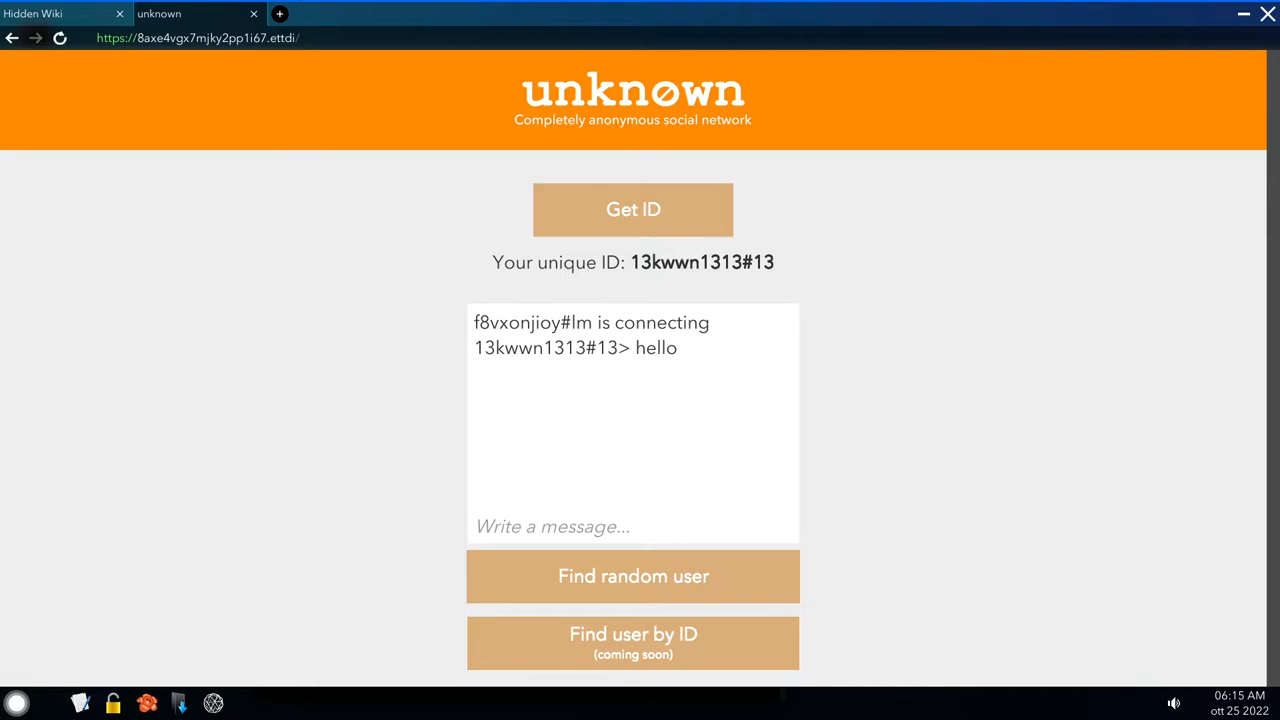 Hidden Wiki
unknown
https://8axe4vgx7mjky2pp1i67.ettdi/
unknown
Completely anonymous social network
Get ID
Your unique ID: 13kwwn1313#13
f8vxonjioy#lm is connecting
13kwwn1313#13> hello
Write a message...
Find random user
Find user by ID
(coming soon)
06:15 AM
ott 25 2022